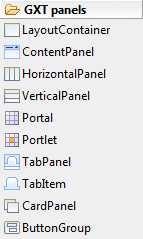 GXT panels
LayoutContainer
ContentPanel
HorizontalPanel
VerticalPanel
Portal
Portlet
TabPanel
TabItem
CardPanel
ButtonGroup